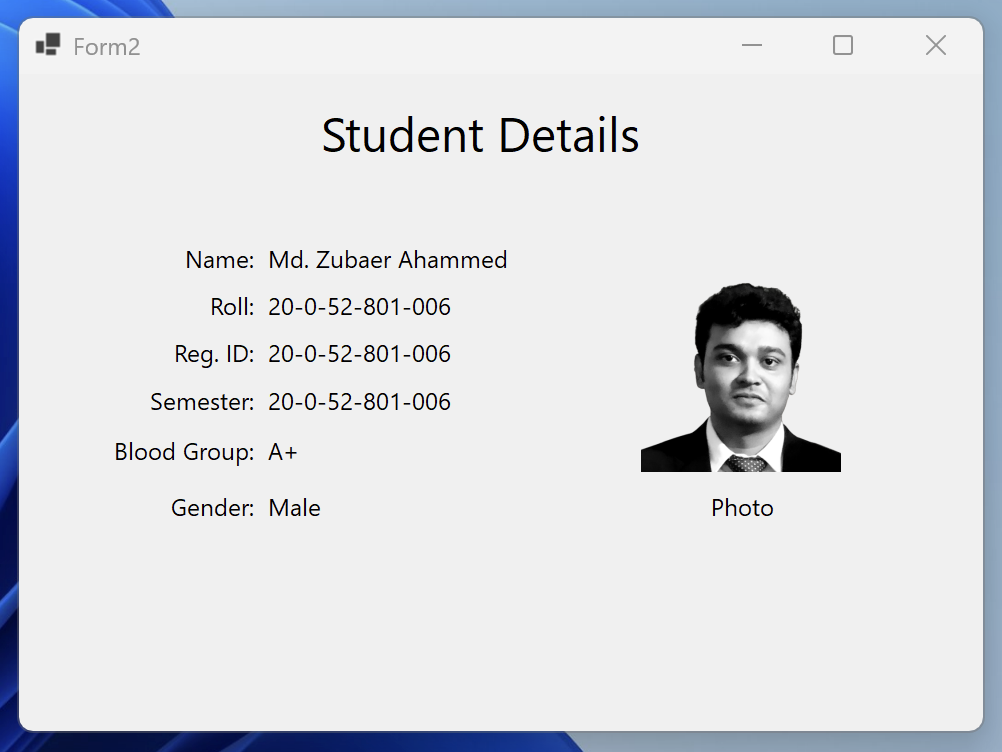 Form2
Student Details
Name: Md. Zubaer Ahammed
Roll: 20-0-52-801-006
Reg. ID: 20-0-52-801-006
Semester: 20-0-52-801-006
Blood Group: A+
Gender: Male
Photo